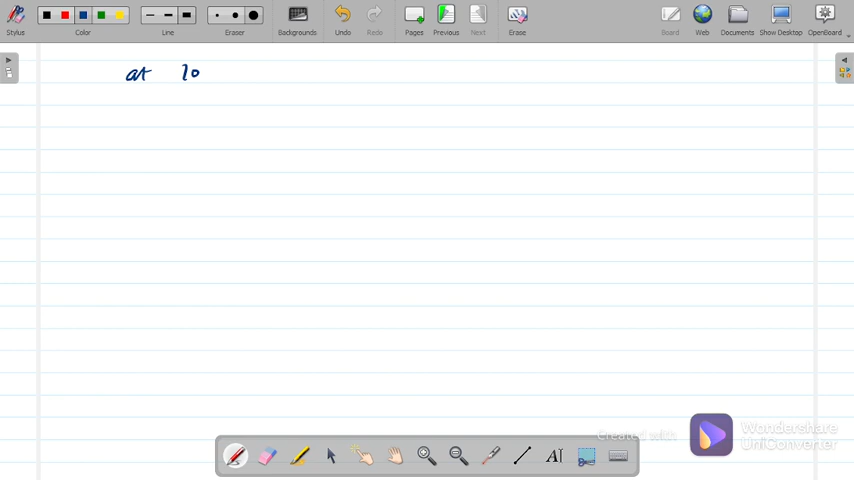 Stylus
Color
Line
Eraser
Backgrounds
Undo
Redo
Pages
Previous
Next
Erase
Board
Web
Documents
Show Desktop
OpenBoard
at 10
Created with
Wondershare
UniConverter